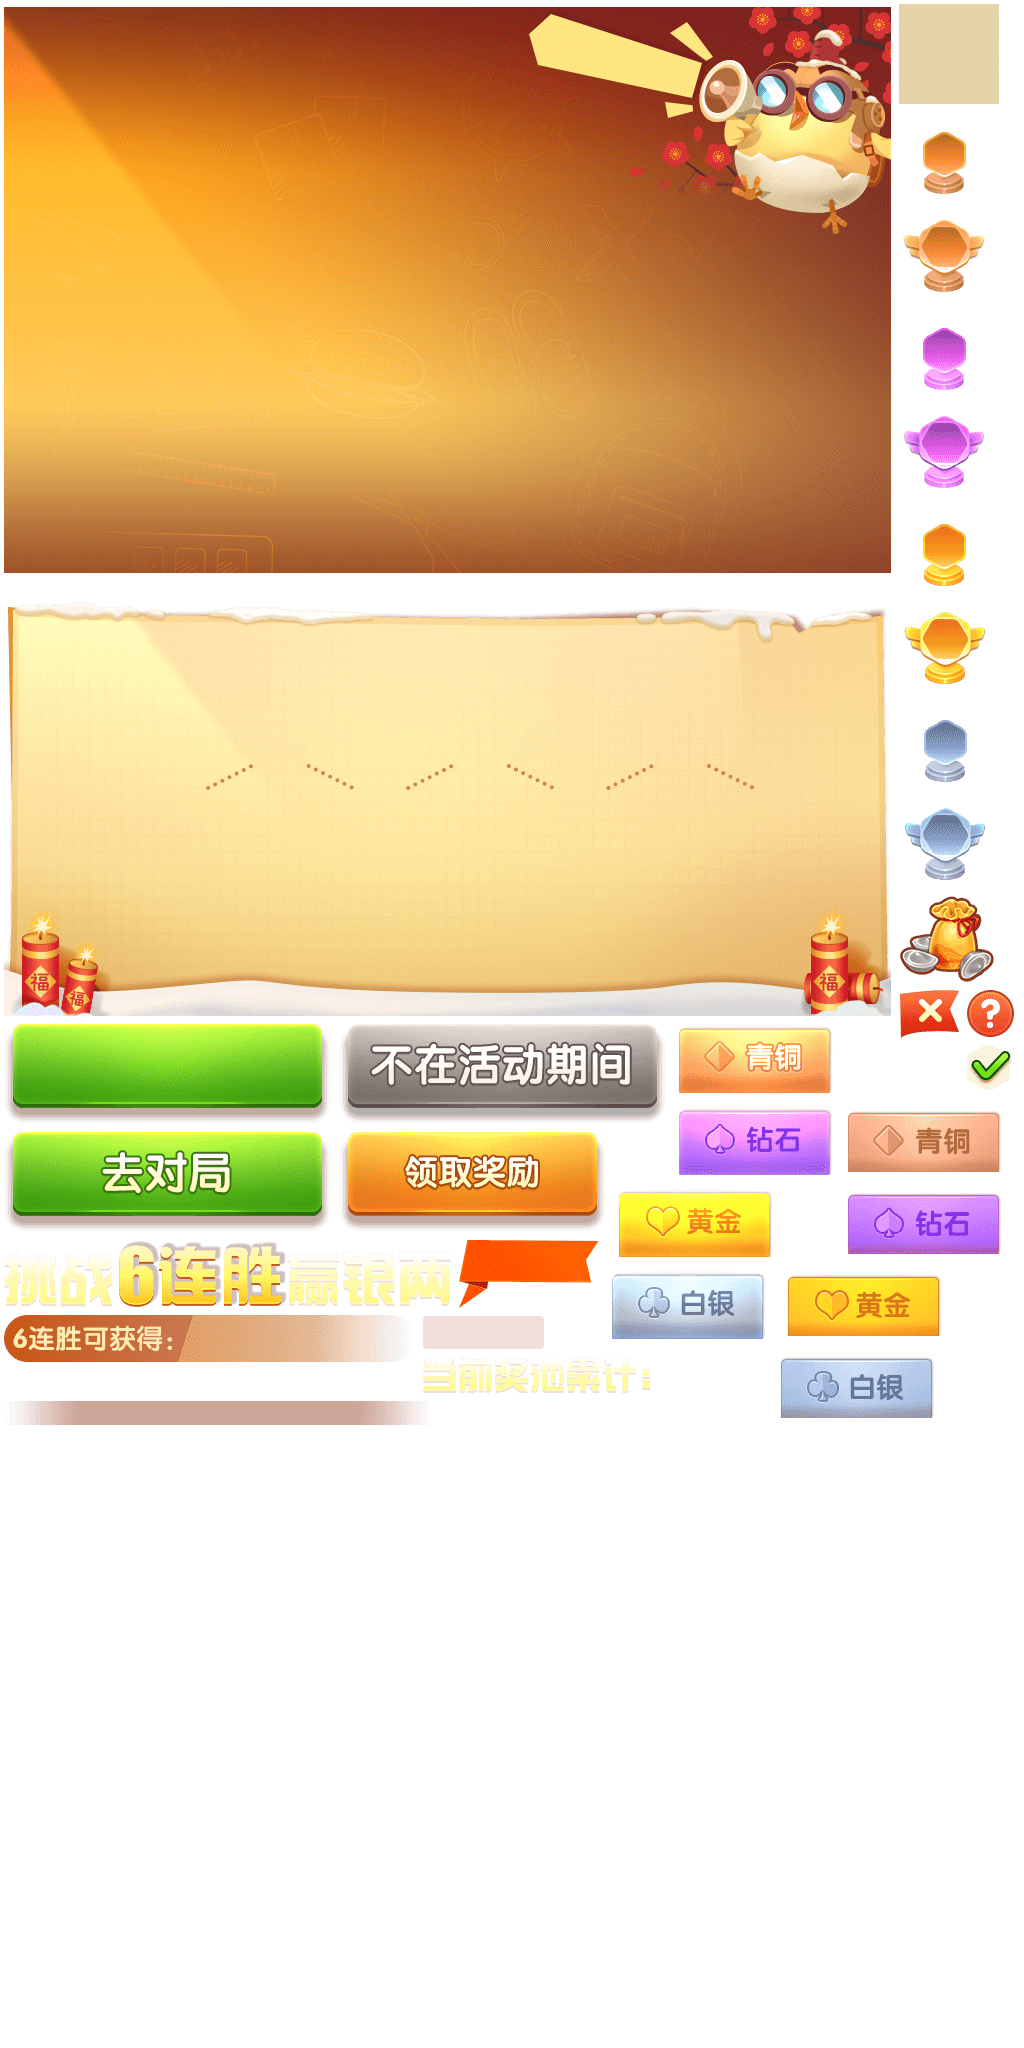 福
福
福
不在活动期间
青铜
钻石
青铜
去对局
领取奖励
黄金
钻石
挑战6连胜赢银两
白银
黄金
6连胜可获得：
当前奖池累计：
白银